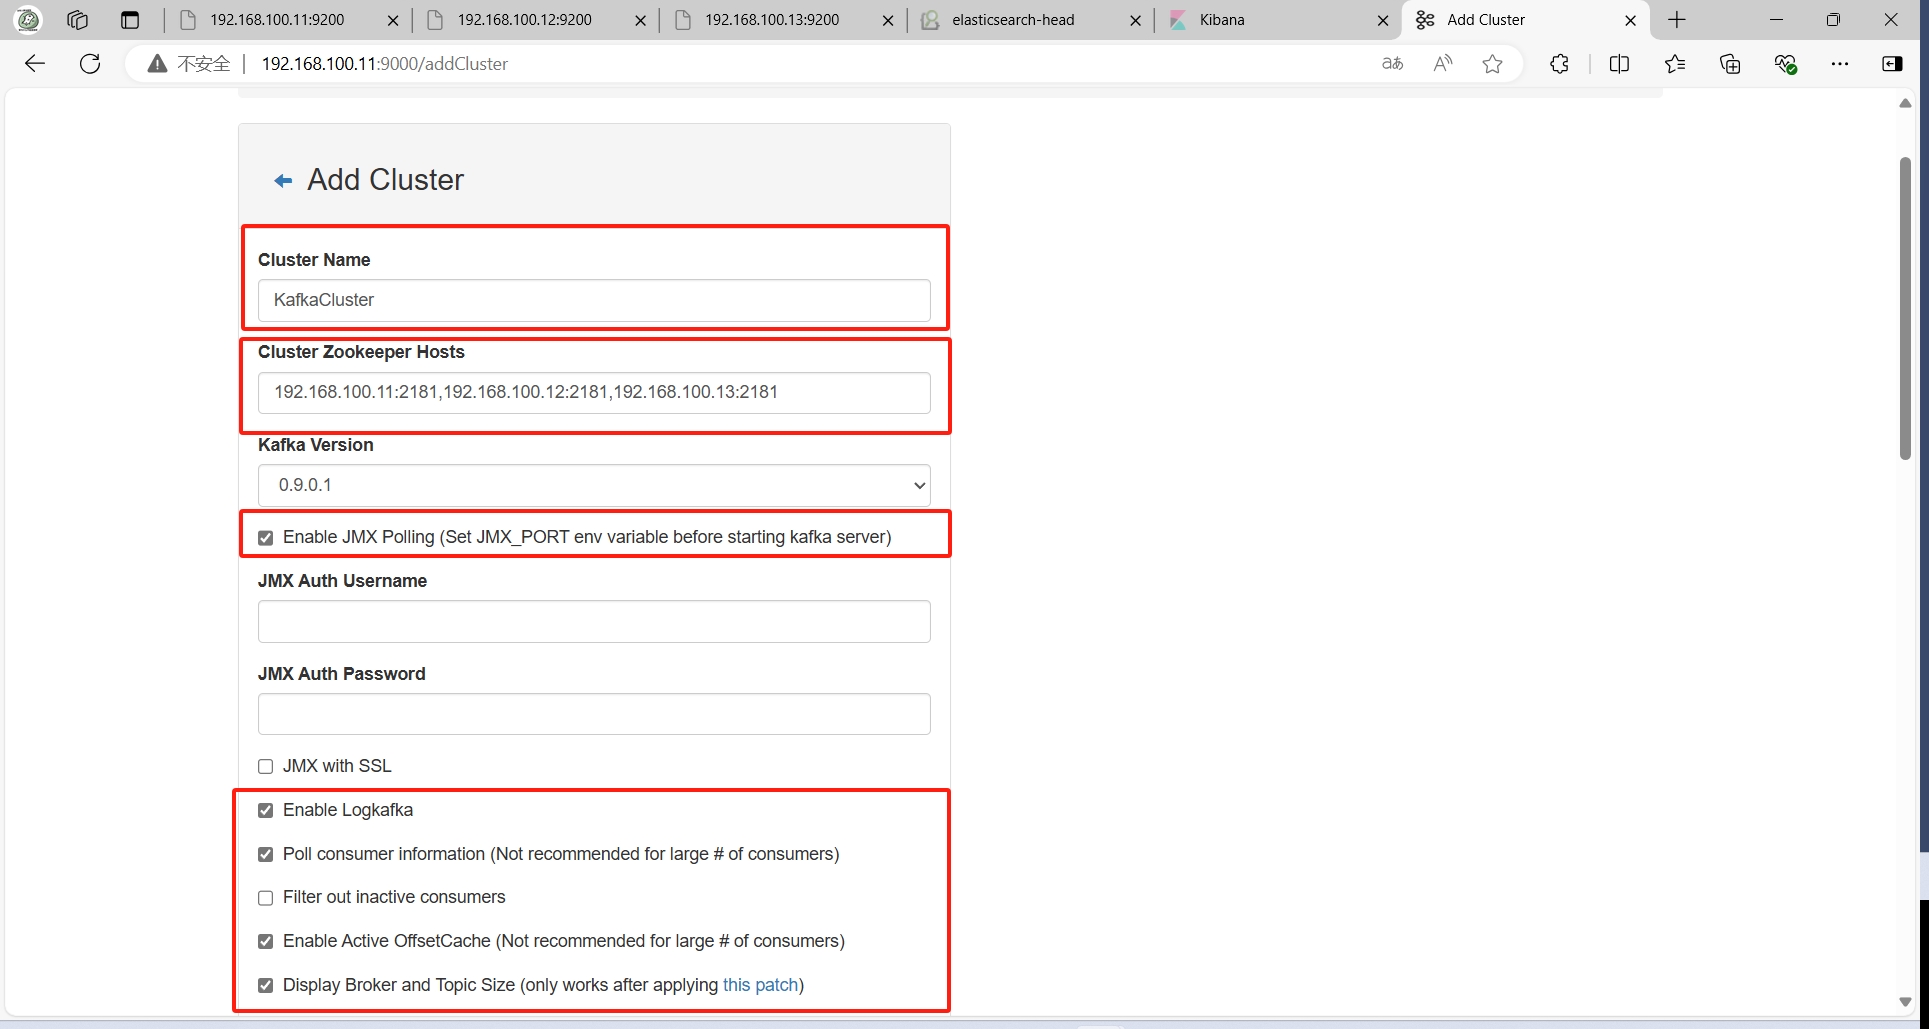 192.168.100.11:9200
192.168.100.12:9200
192.168.100.13:9200
elasticsearch-head
Kibana
Add Cluster
不安全
192.168.100.11:9000/addCluster
aあ
Add Cluster
Cluster Name
KafkaCluster
Cluster Zookeeper Hosts
192.168.100.11:2181,192.168.100.12:2181,192.168.100.13:2181
Kafka Version
0.9.0.1
Enable JMX Polling (Set JMX_PORT env variable before starting kafka server)
JMX Auth Username
JMX Auth Password
JMX with SSL
Enable Logkafka
Poll consumer information (Not recommended for large # of consumers)
Filter out inactive consumers
Enable Active OffsetCache (Not recommended for large # of consumers)
Display Broker and Topic Size (only works after applying this patch)